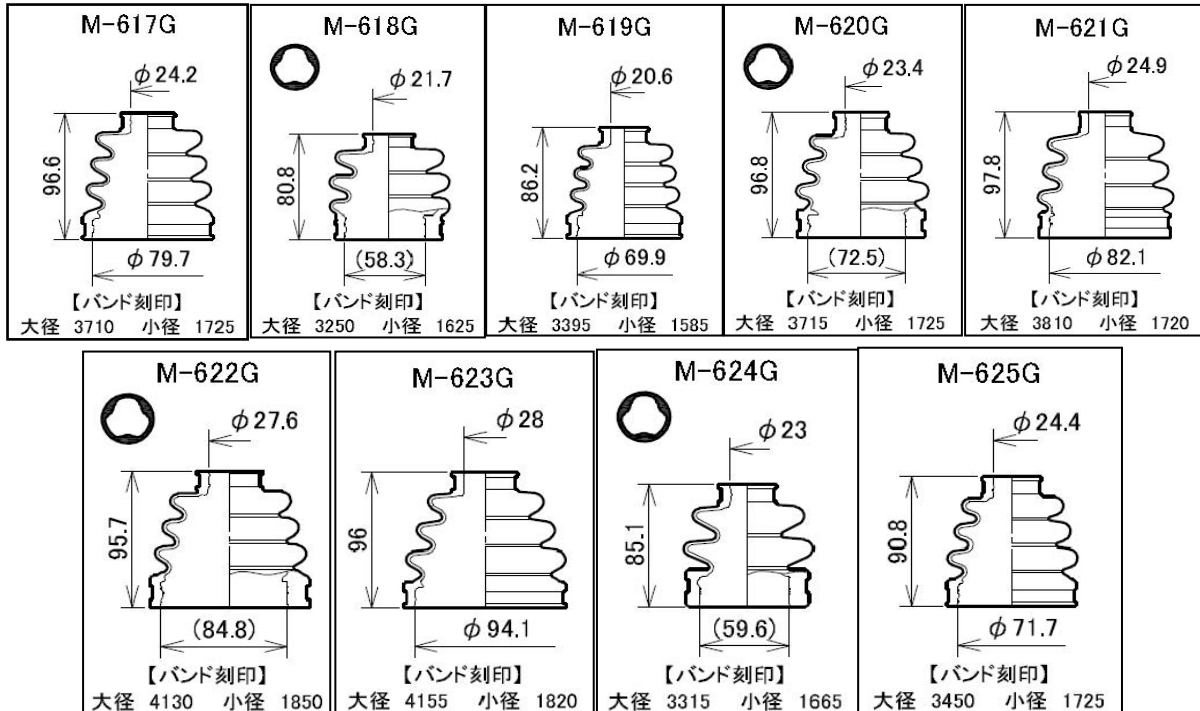 M-617G
φ24.2
96.6
φ79.7
【バンド刻印】
大径 3710 小径 1725
M-618G
φ21.7
80.8
(58.3)
【バンド刻印】
大径 3250 小径 1625
M-619G
φ20.6
86.2
φ69.9
【バンド刻印】
大径 3395 小径 1585
M-620G
φ23.4
96.8
(72.5)
【バンド刻印】
大径 3715 小径 1725
M-621G
φ24.9
97.8
φ82.1
【バンド刻印】
大径 3810 小径 1720
M-622G
φ27.6
95.7
(84.8)
【バンド刻印】
大径 4130 小径 1850
M-623G
φ28
96
φ94.1
【バンド刻印】
大径 4155 小径 1820
M-624G
φ23
85.1
(59.6)
【バンド刻印】
大径 3315 小径 1665
M-625G
φ24.4
90.8
φ71.7
【バンド刻印】
大径 3450 小径 1725